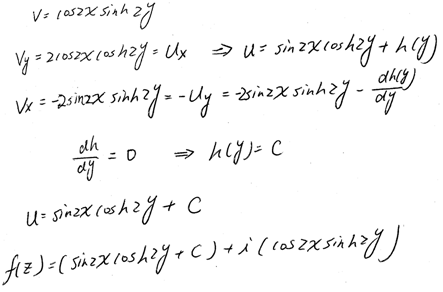 V = cos2x sinh2y
Vy = 2cos2x cosh2y = Ux ⇒ u = sin2x cosh2y + h(y)
Vx = -2sin2x sinh2y = -Uy = -2sin2x sinh2y - dh(y)/dy
dh/dy = 0 ⇒ h(y) = C
u = sin2x cosh2y + C
f(z) = (sin2x cosh2y + C) + i (cos2x sinh2y)